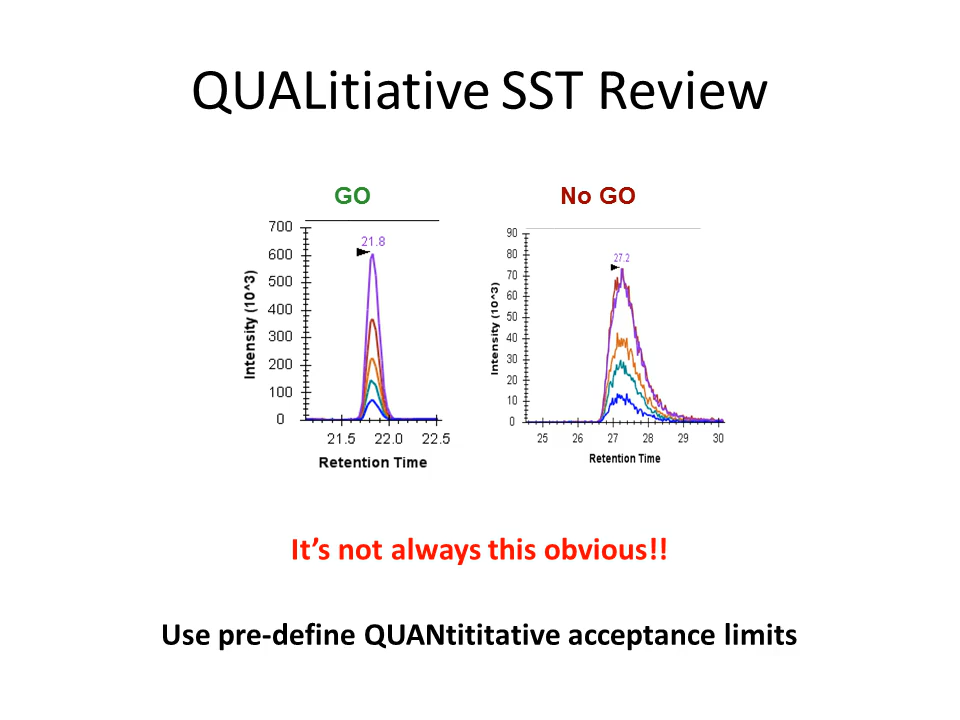 QUALitiative SST Review
GO
No GO
700
600
500
400
300
200
100
0
21.8
Intensity (10^3)
21.5 22.0 22.5
Retention Time
90
80
70
60
50
40
30
20
10
0
27.2
Intensity (10^3)
25 26 27 28 29 30
Retention Time
It's not always this obvious!!
Use pre-define QUANtititative acceptance limits